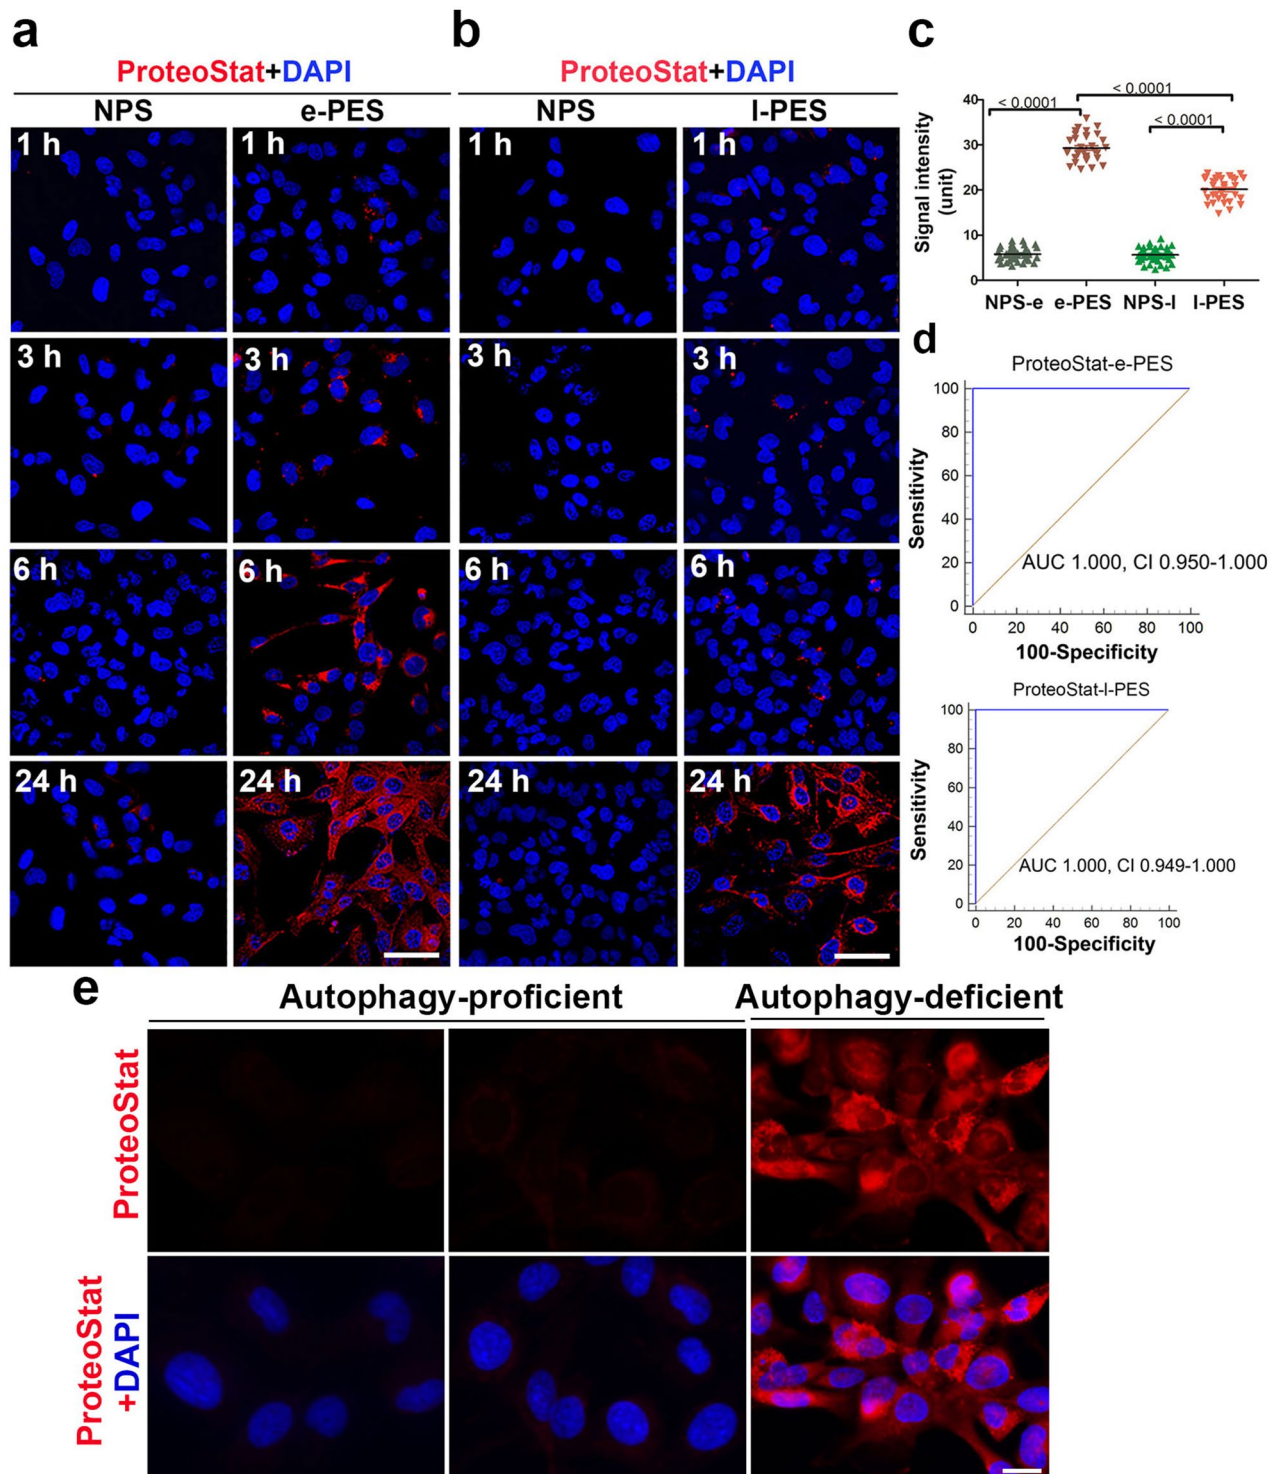 a
ProteoStat+DAPI
NPS e-PES
1 h 1 h
3 h 3 h
6 h 6 h
24 h 24 h
b
ProteoStat+DAPI
NPS l-PES
1 h 1 h
3 h 3 h
6 h 6 h
24 h 24 h
c
Signal intensity
(unit)
40
30
20
10
0
< 0.0001
< 0.0001
< 0.0001
NPS-e e-PES NPS-l l-PES
d
ProteoStat-e-PES
Sensitivity
100
80
60
40
20
0
AUC 1.000, CI 0.950-1.000
0 20 40 60 80 100
100-Specificity
ProteoStat-l-PES
Sensitivity
100
80
60
40
20
0
AUC 1.000, CI 0.949-1.000
0 20 40 60 80 100
100-Specificity
e
Autophagy-proficient Autophagy-deficient
ProteoStat
ProteoStat
+DAPI